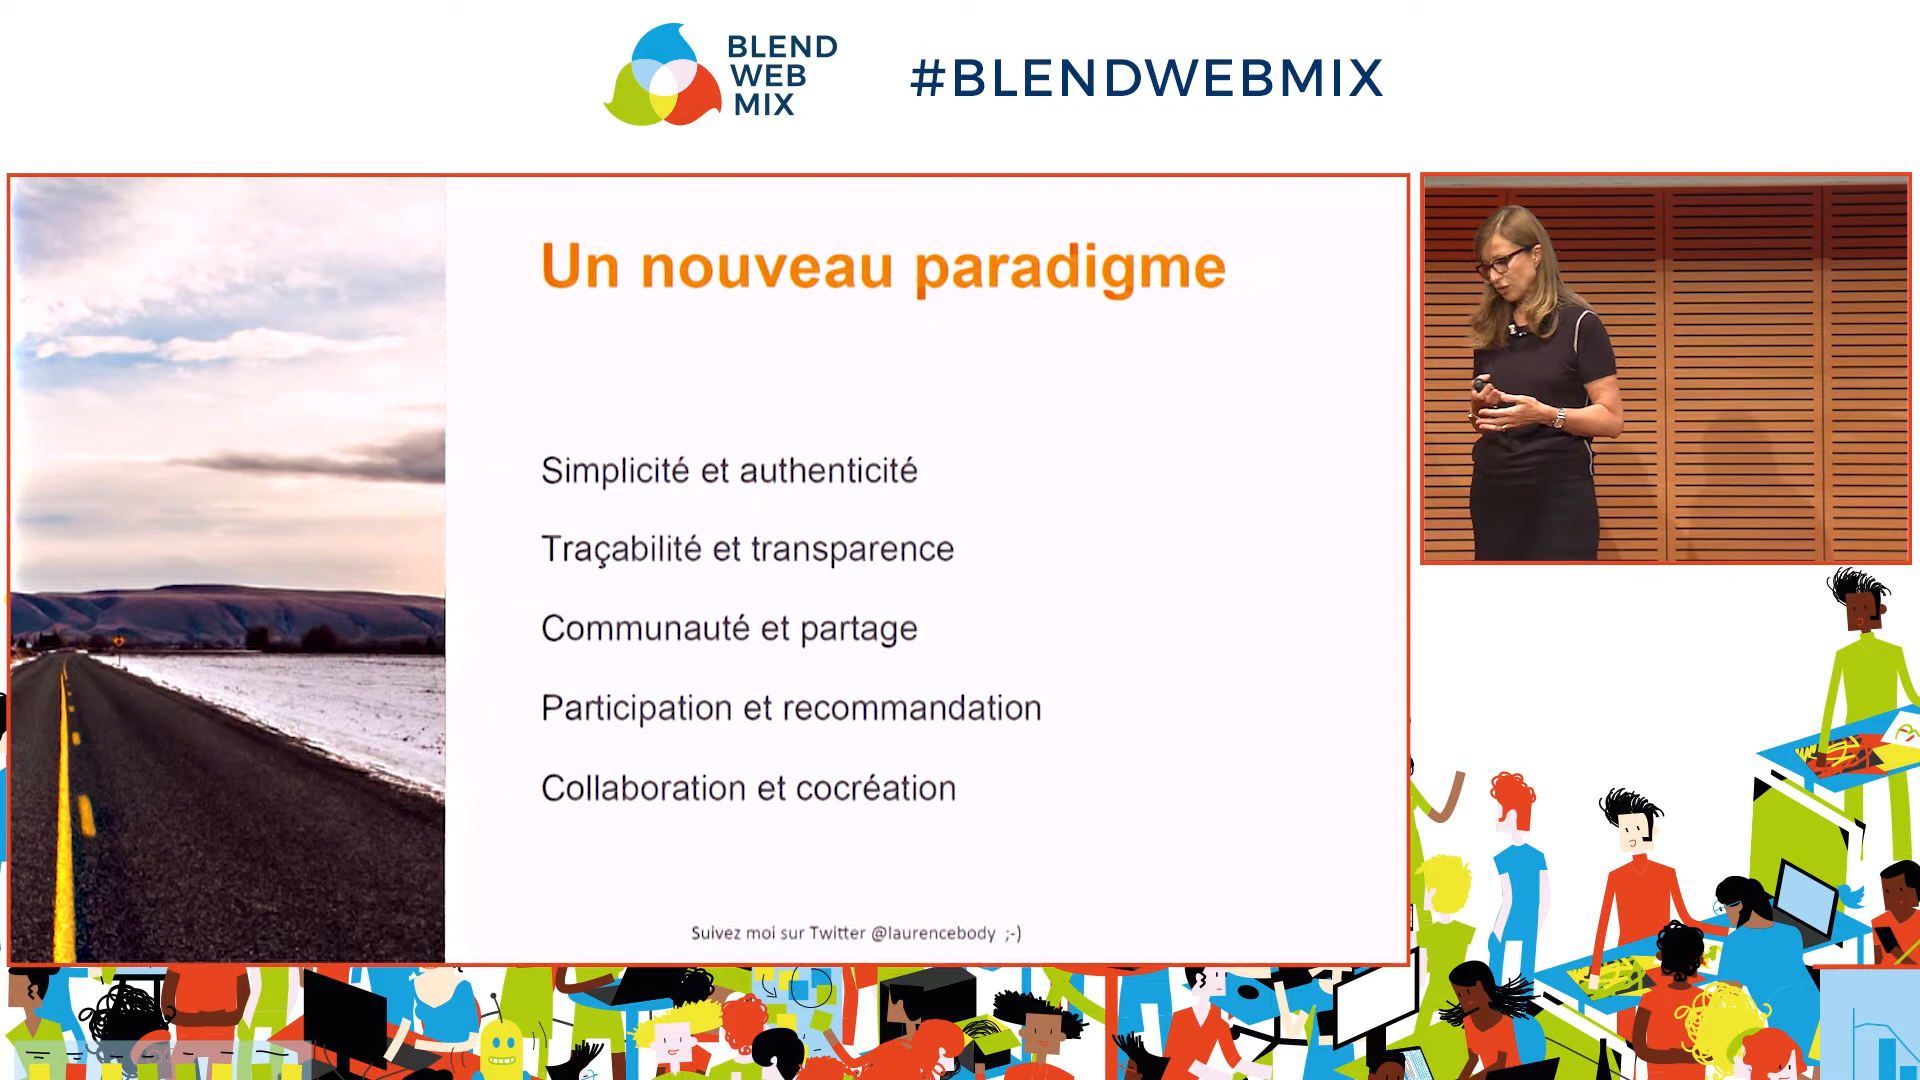 BLEND
WEB
MIX
#BLENDWEBMIX
Un nouveau paradigme
Simplicité et authenticité
Traçabilité et transparence
Communauté et partage
Participation et recommandation
Collaboration et cocréation
Suivez moi sur Twitter @laurencebody ;-)